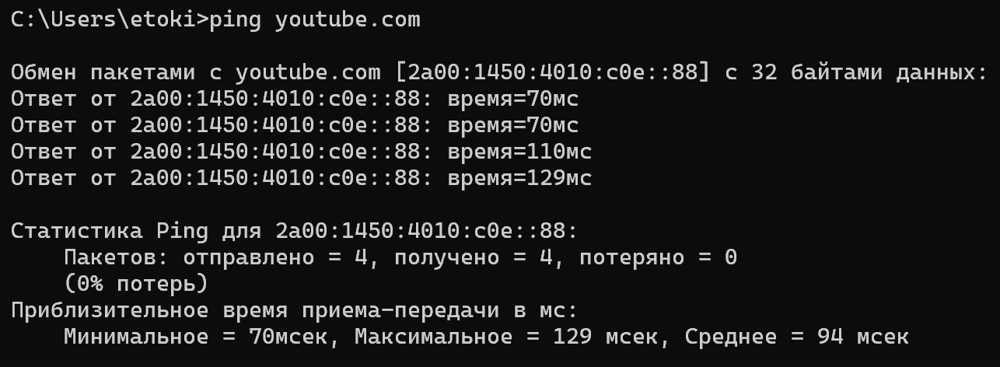 C:\Users\etoki>ping youtube.com
Обмен пакетами с youtube.com [2a00:1450:4010:c0e::88] с 32 байтами данных:
Ответ от 2a00:1450:4010:c0e::88: время=70мс
Ответ от 2a00:1450:4010:c0e::88: время=70мс
Ответ от 2a00:1450:4010:c0e::88: время=110мс
Ответ от 2a00:1450:4010:c0e::88: время=129мс
Статистика Ping для 2a00:1450:4010:c0e::88:
    Пакетов: отправлено = 4, получено = 4, потеряно = 0
    (0% потерь)
Приблизительное время приема-передачи в мс:
    Минимальное = 70мсек, Максимальное = 129 мсек, Среднее = 94 мсек